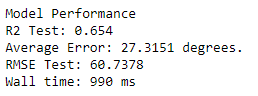 Model Performance
R2 Test: 0.654
Average Error: 27.3151 degrees.
RMSE Test: 60.7378
Wall time: 990 ms